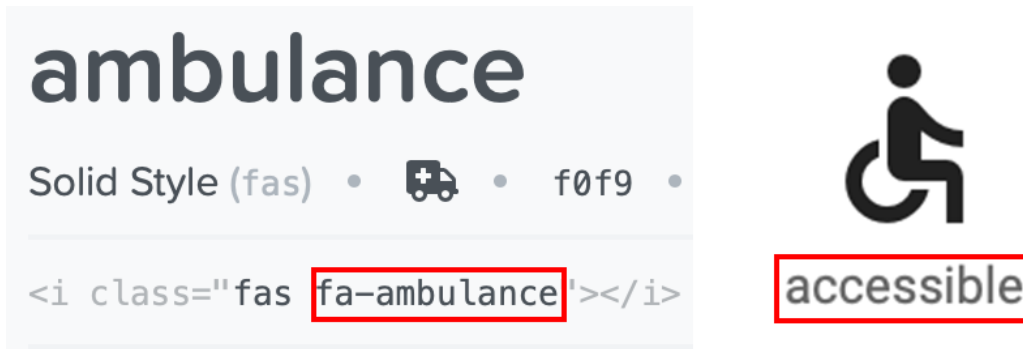 ambulance
Solid Style (fas) • • f0f9 •
<i class="fas fa-ambulance"></i>
accessible